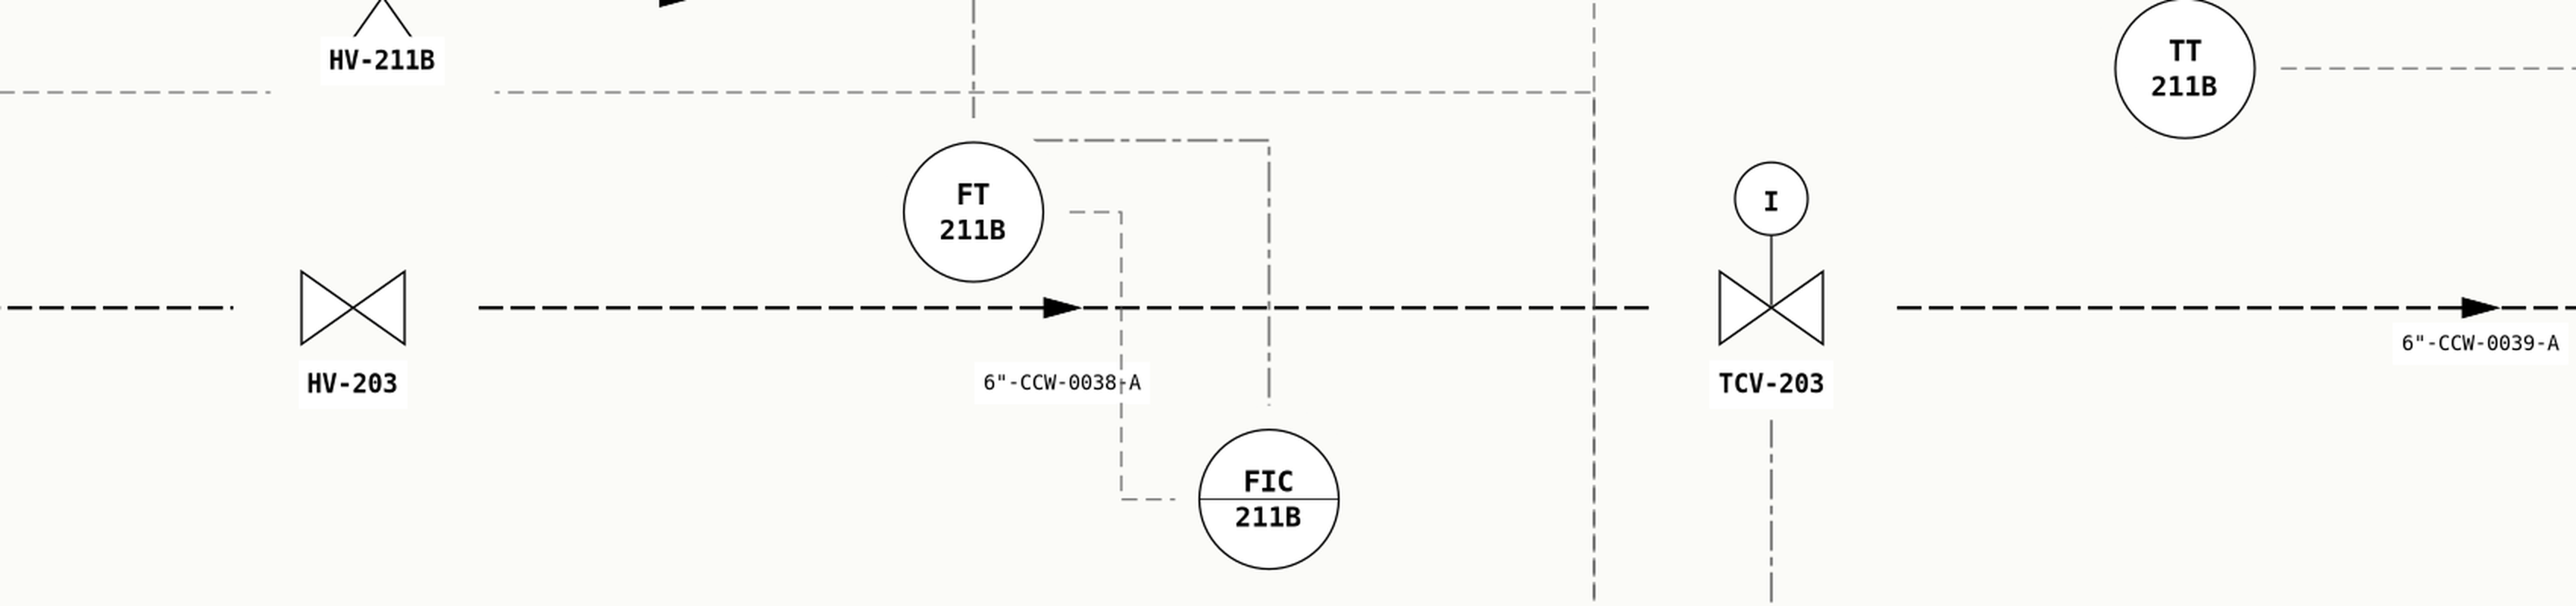 HV-211B
TT
211B
FT
211B
I
6"-CCW-0039-A
HV-203
6"-CCW-0038-A
TCV-203
FIC
211B